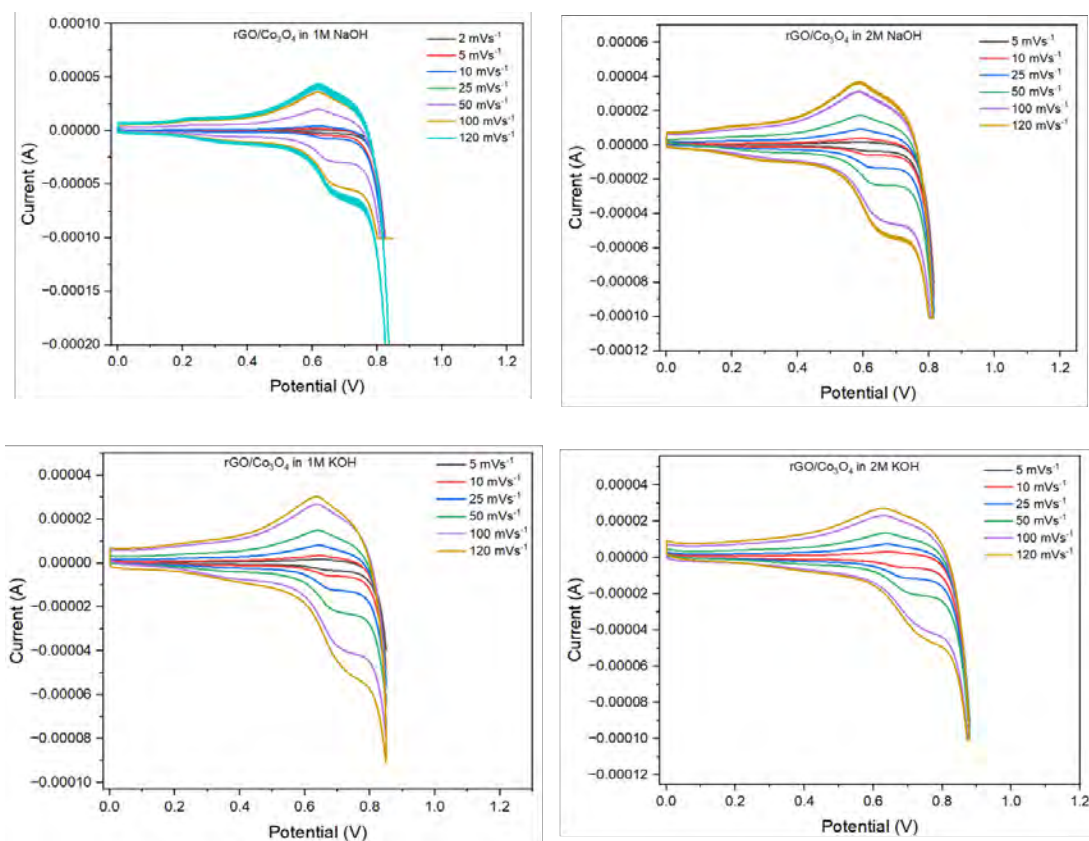 rGO/Co₃O₄ in 1M NaOH
2 mVs⁻¹
5 mVs⁻¹
10 mVs⁻¹
25 mVs⁻¹
50 mVs⁻¹
100 mVs⁻¹
120 mVs⁻¹
Current (A)
0.00010
0.00005
0.00000
−0.00005
−0.00010
−0.00015
−0.00020
0.0 0.2 0.4 0.6 0.8 1.0 1.2
Potential (V)
rGO/Co₃O₄ in 2M NaOH
5 mVs⁻¹
10 mVs⁻¹
25 mVs⁻¹
50 mVs⁻¹
100 mVs⁻¹
120 mVs⁻¹
Current (A)
0.00006
0.00004
0.00002
0.00000
−0.00002
−0.00004
−0.00006
−0.00008
−0.00010
−0.00012
0.0 0.2 0.4 0.6 0.8 1.0 1.2
Potential (V)
rGO/Co₃O₄ in 1M KOH
5 mVs⁻¹
10 mVs⁻¹
25 mVs⁻¹
50 mVs⁻¹
100 mVs⁻¹
120 mVs⁻¹
Current (A)
0.00004
0.00002
0.00000
−0.00002
−0.00004
−0.00006
−0.00008
−0.00010
0.0 0.2 0.4 0.6 0.8 1.0 1.2
Potential (V)
rGO/Co₃O₄ in 2M KOH
5 mVs⁻¹
10 mVs⁻¹
25 mVs⁻¹
50 mVs⁻¹
100 mVs⁻¹
120 mVs⁻¹
Current (A)
0.00004
0.00002
0.00000
−0.00002
−0.00004
−0.00006
−0.00008
−0.00010
−0.00012
0.0 0.2 0.4 0.6 0.8 1.0 1.2
Potential (V)